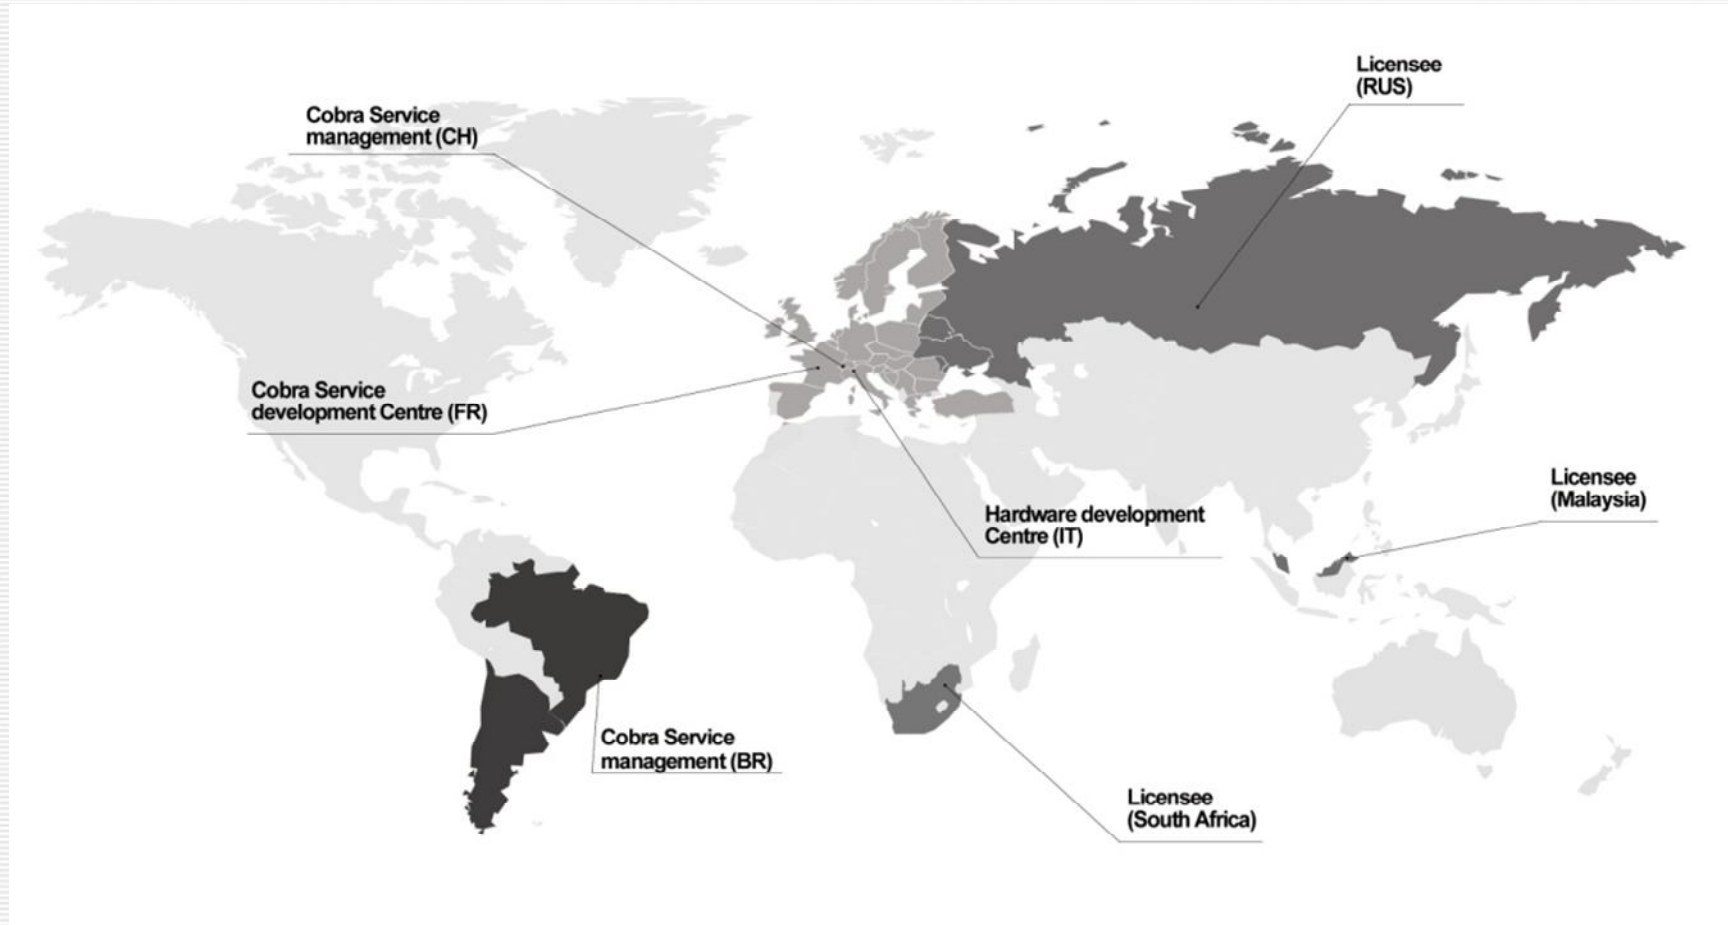 Licensee
(RUS)
Cobra Service
management (CH)
Cobra Service
development Centre (FR)
Licensee
(Malaysia)
Hardware development
Centre (IT)
Cobra Service
management (BR)
Licensee
(South Africa)